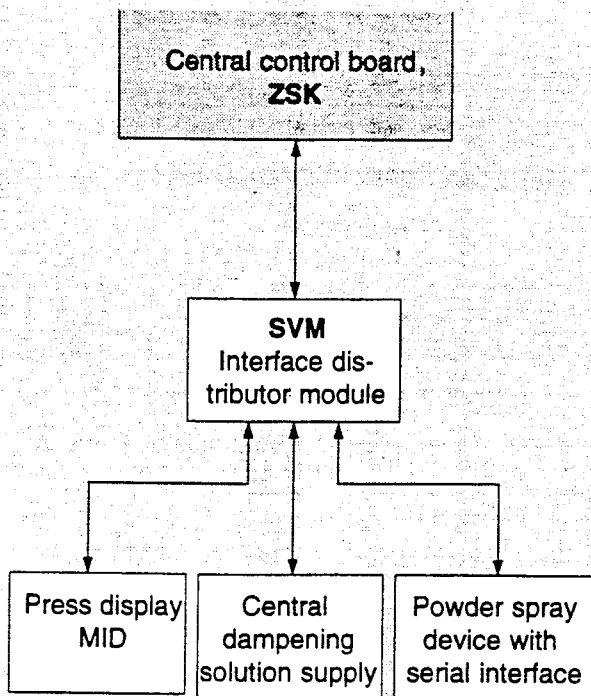 Central control board,
ZSK
SVM
Interface dis-
tributor module
Press display
MID
Central
dampening
solution supply
Powder spray
device with
serial interface